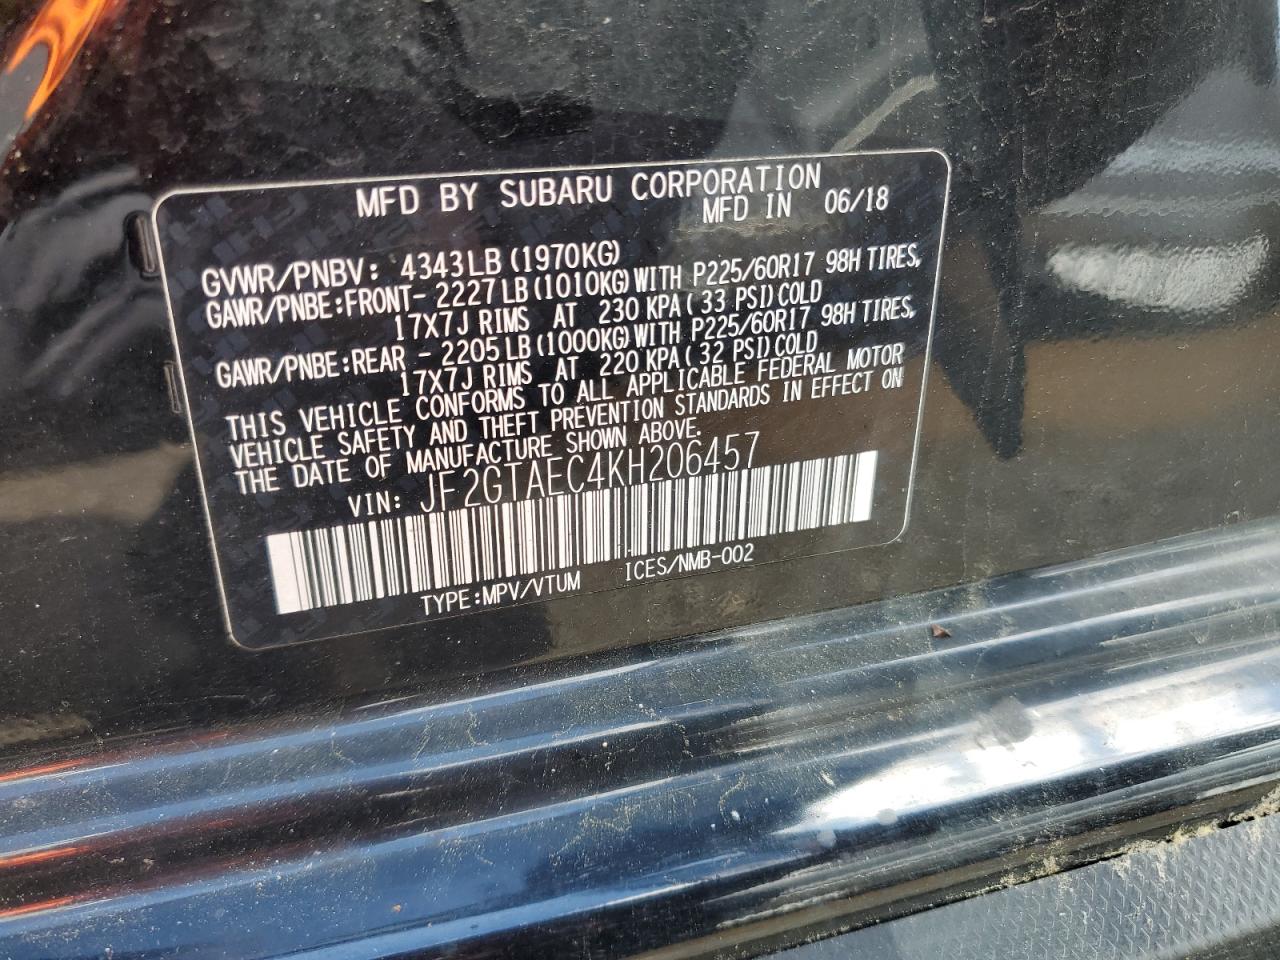 MFD BY SUBARU CORPORATION
MFD IN 06/18
GVWR/PNBV: 4343LB (1970KG)
GAWR/PNBE:FRONT- 2227LB (1010KG) WITH P225/60R17 98H TIRES,
17X7J RIMS AT 230 KPA ( 33 PSI) COLD
GAWR/PNBE:REAR - 2205LB (1000KG) WITH P225/60R17 98H TIRES,
17X7J RIMS AT 220 KPA ( 32 PSI) COLD
THIS VEHICLE CONFORMS TO ALL APPLICABLE FEDERAL MOTOR
VEHICLE SAFETY AND THEFT PREVENTION STANDARDS IN EFFECT ON
THE DATE OF MANUFACTURE SHOWN ABOVE.
VIN: JF2GTAEC4KH206457
TYPE:MPV/VTUM ICES/NMB-002